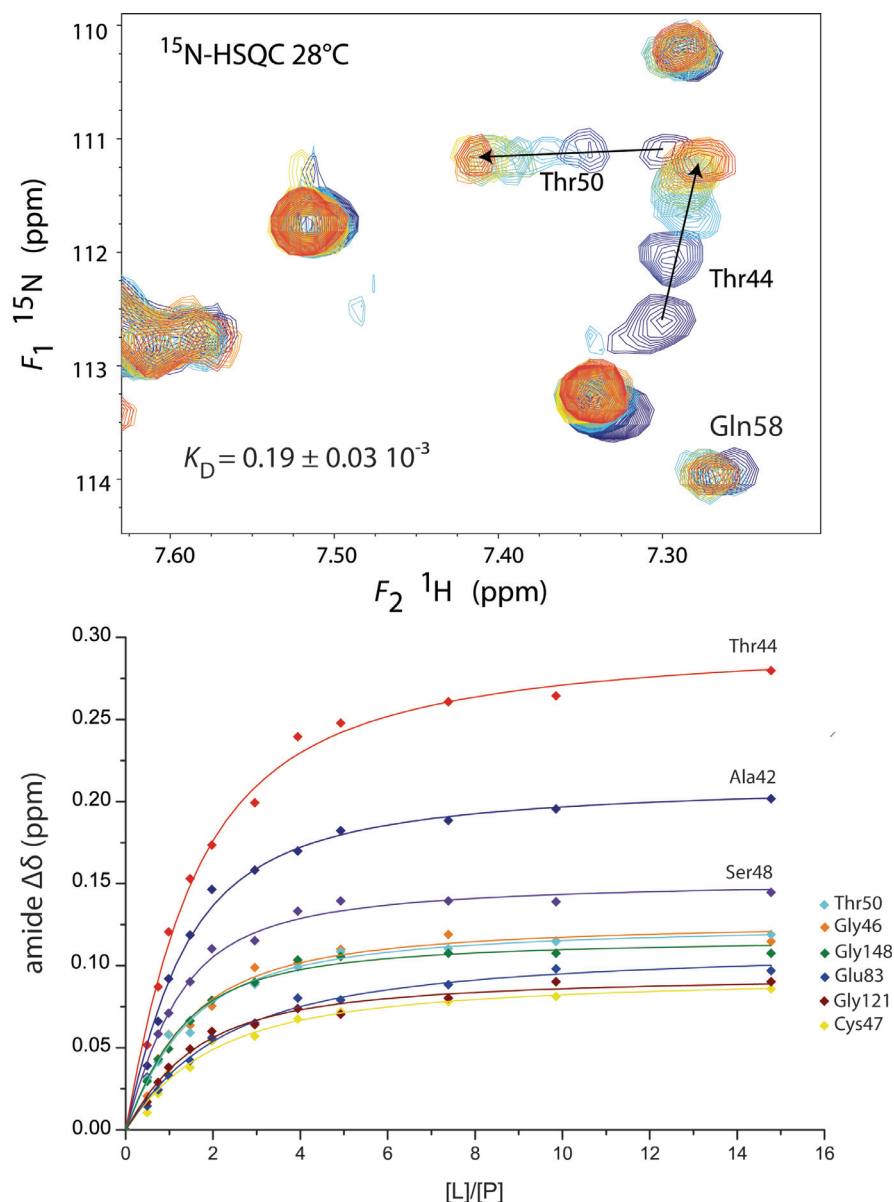 110
¹⁵N-HSQC 28°C
111
Thr50
112
Thr44
F₁ ¹⁵N (ppm)
113
Gln58
K_D = 0.19 ± 0.03 10⁻³
114
7.60 7.50 7.40 7.30
F₂ ¹H (ppm)
0.30
Thr44
0.25
Ala42
0.20
Ser48
0.15
amide Δδ (ppm)
Thr50
Gly46
0.10
Gly148
Glu83
Gly121
0.05
Cys47
0.00
0 2 4 6 8 10 12 14 16
[L]/[P]